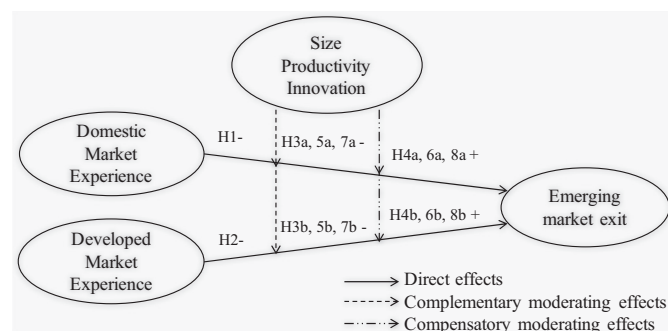 Size
Productivity
Innovation
Domestic
Market
Experience
H1-
H3a, 5a, 7a -
H4a, 6a, 8a +
Emerging
market exit
H3b, 5b, 7b -
H4b, 6b, 8b +
Developed
Market
Experience
H2-
Direct effects
Complementary moderating effects
Compensatory moderating effects